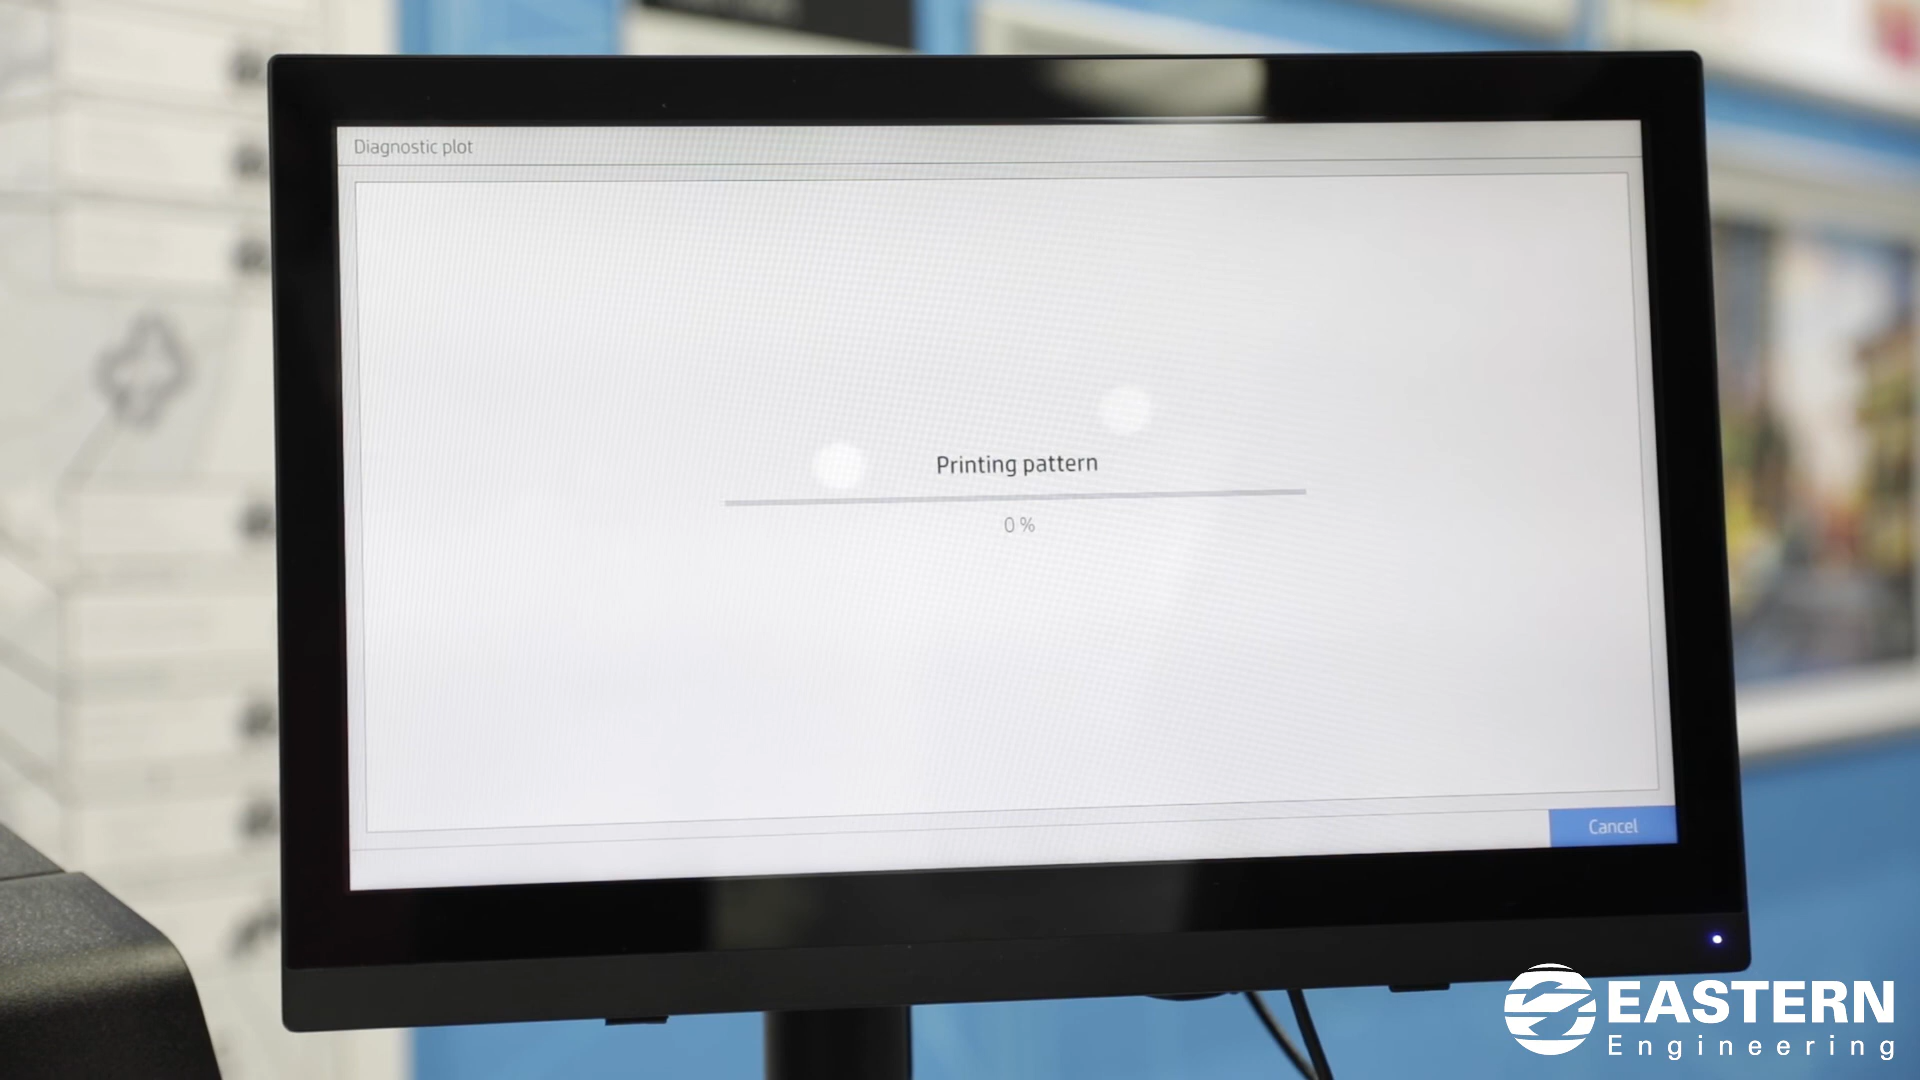 Diagnostic plot
Printing pattern
0 %
Cancel
EASTERN
Engineering